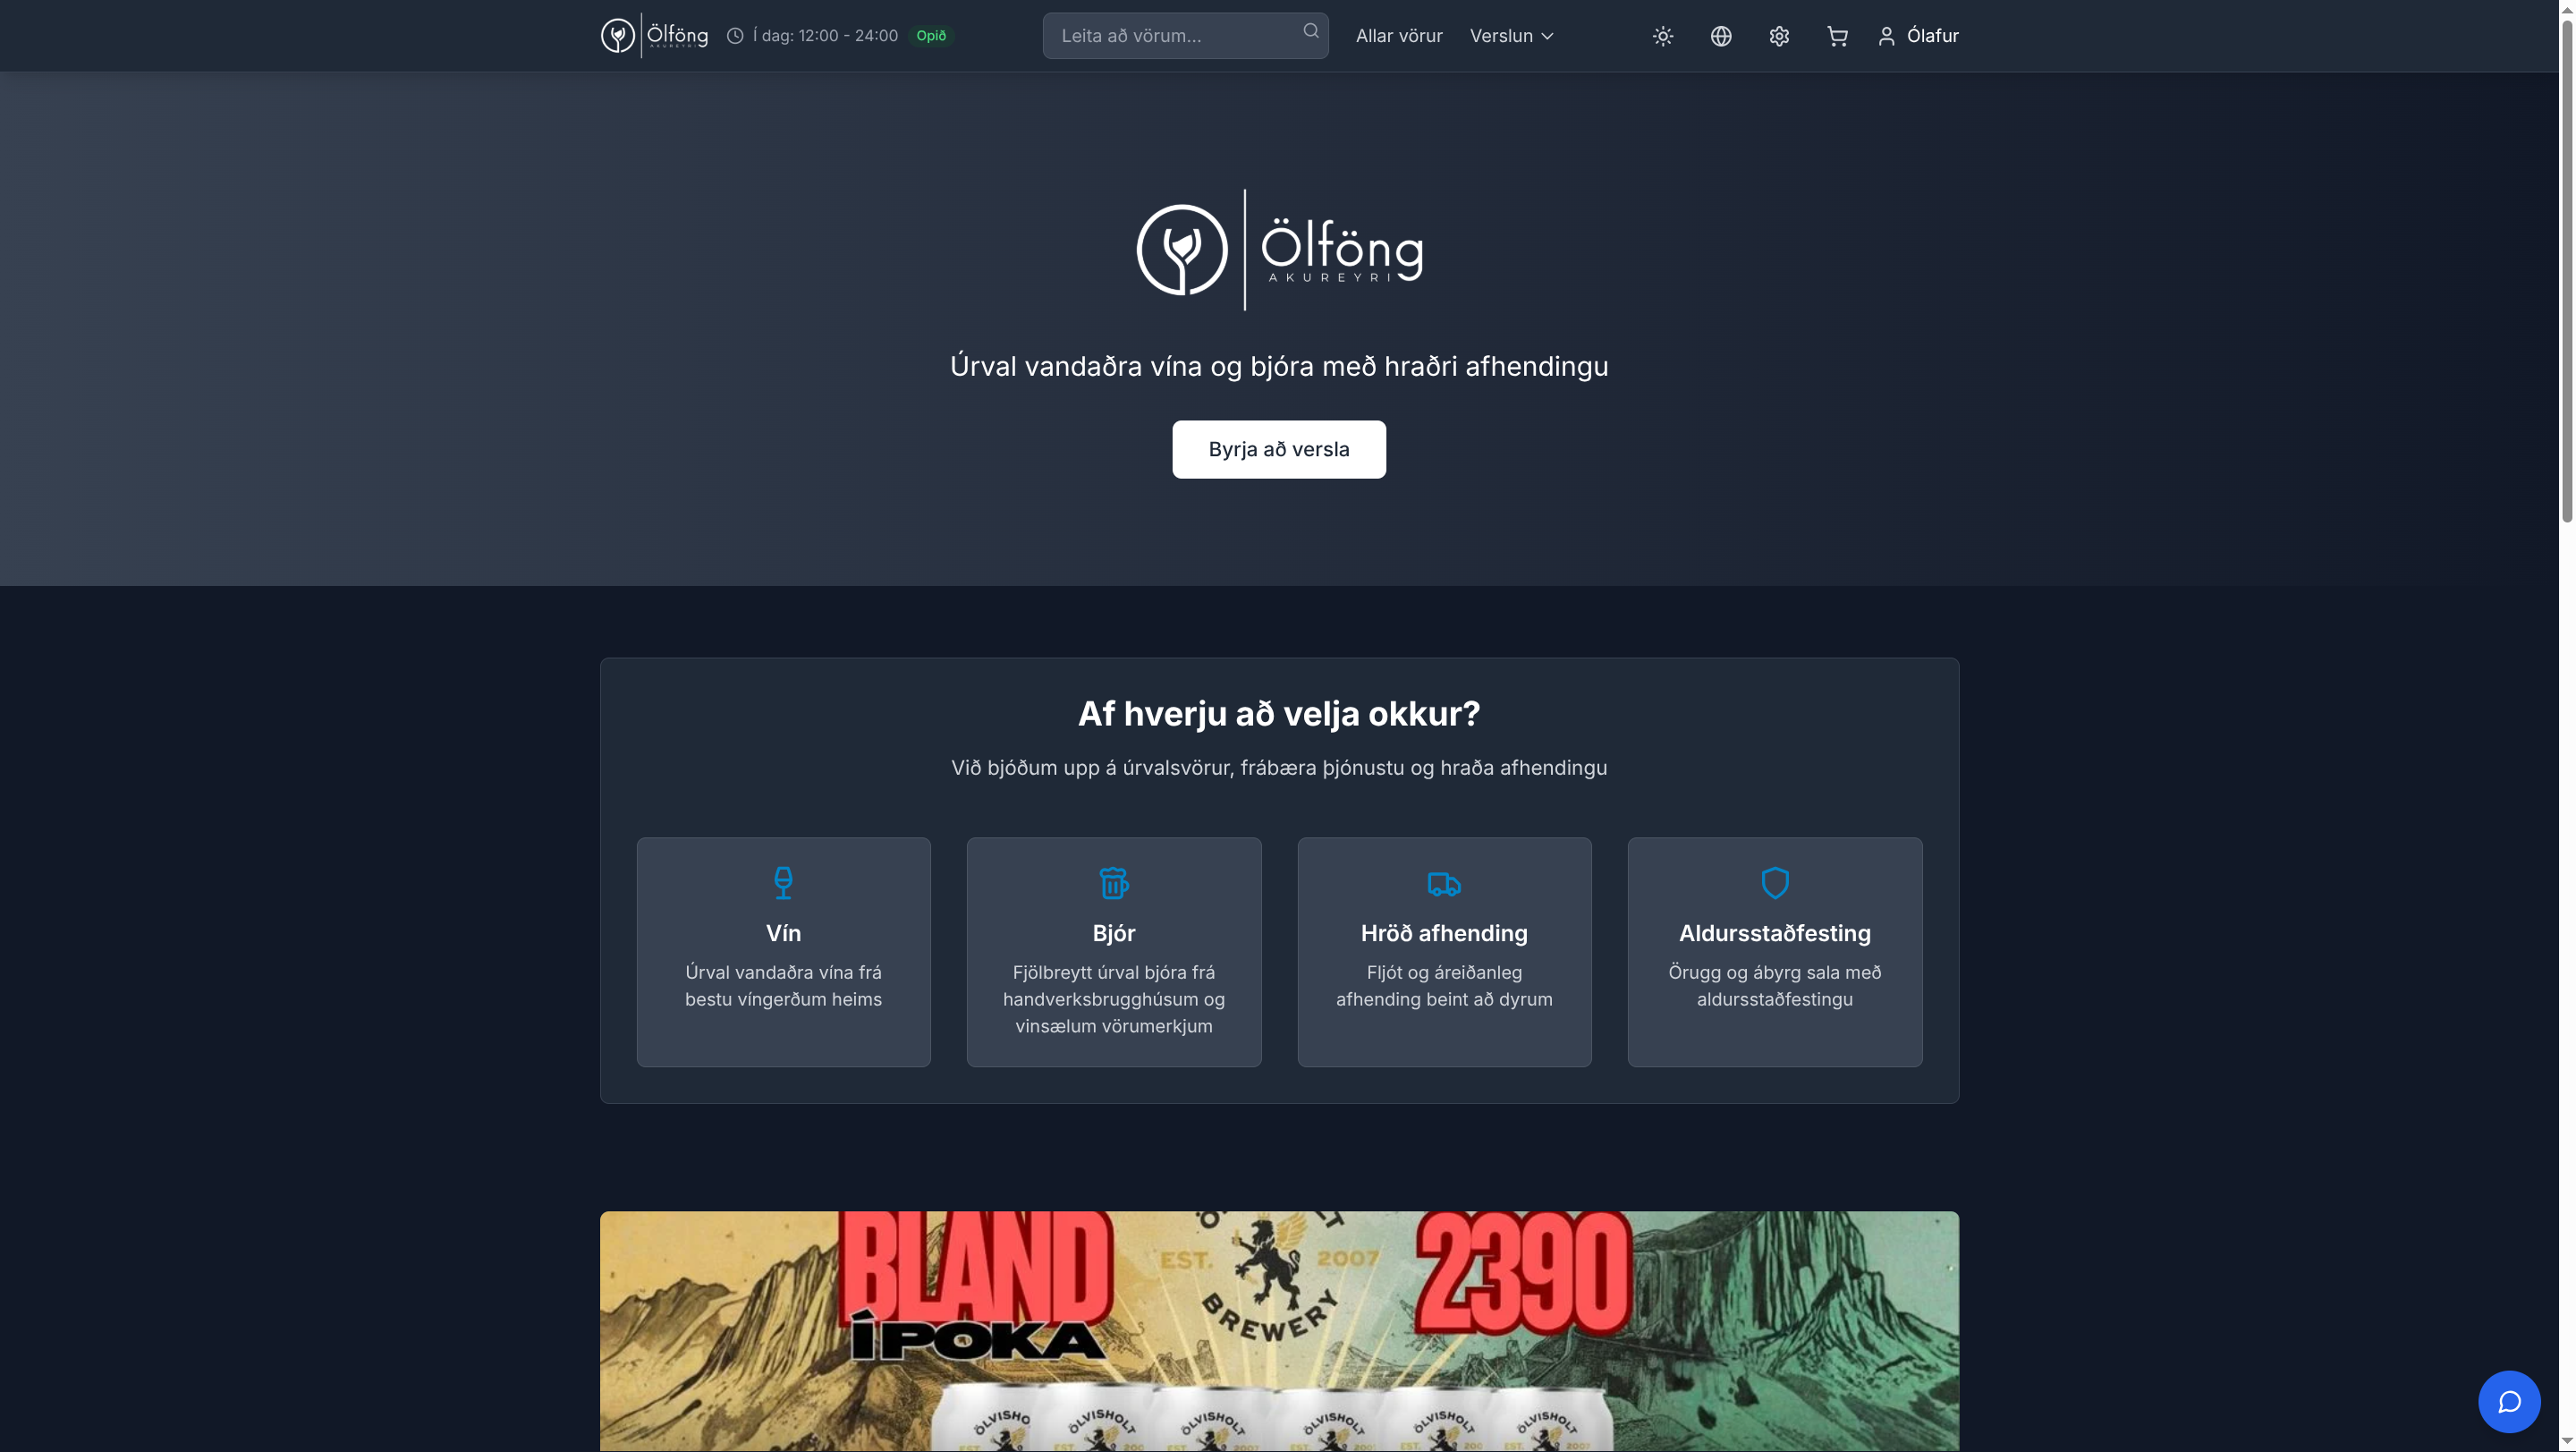 Ölföng
AKUREYRI
Í dag: 12:00 - 24:00
Opið
Leita að vörum...
Allar vörur
Verslun
Ólafur
Ölföng
AKUREYRI
Úrval vandaðra vína og bjóra með hraðri afhendingu
Byrja að versla
Af hverju að velja okkur?
Við bjóðum upp á úrvalsvörur, frábæra þjónustu og hraða afhendingu
Vín
Úrval vandaðra vína frá
bestu víngerðum heims
Bjór
Fjölbreytt úrval bjóra frá
handverksbrugghúsum og
vinsælum vörumerkjum
Hröð afhending
Fljót og áreiðanleg
afhending beint að dyrum
Aldursstaðfesting
Örugg og ábyrg sala með
aldursstaðfestingu
BLAND
ÍPOKA
EST. 2007
BREWERY
2390
ÖLVISHO
ÖLVISHOLT
ÖLVISHOLT
ÖLVISHOLT
ÖLVISHOLT
ÖLVISHOLT